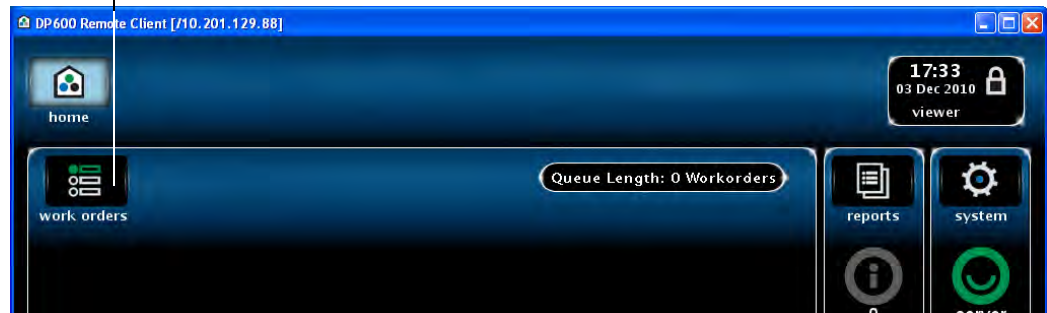 DP600 Remote Client [/10.201.129.88]
home
17:33
03 Dec 2010
viewer
work orders
Queue Length: 0 Workorders
reports
system
server